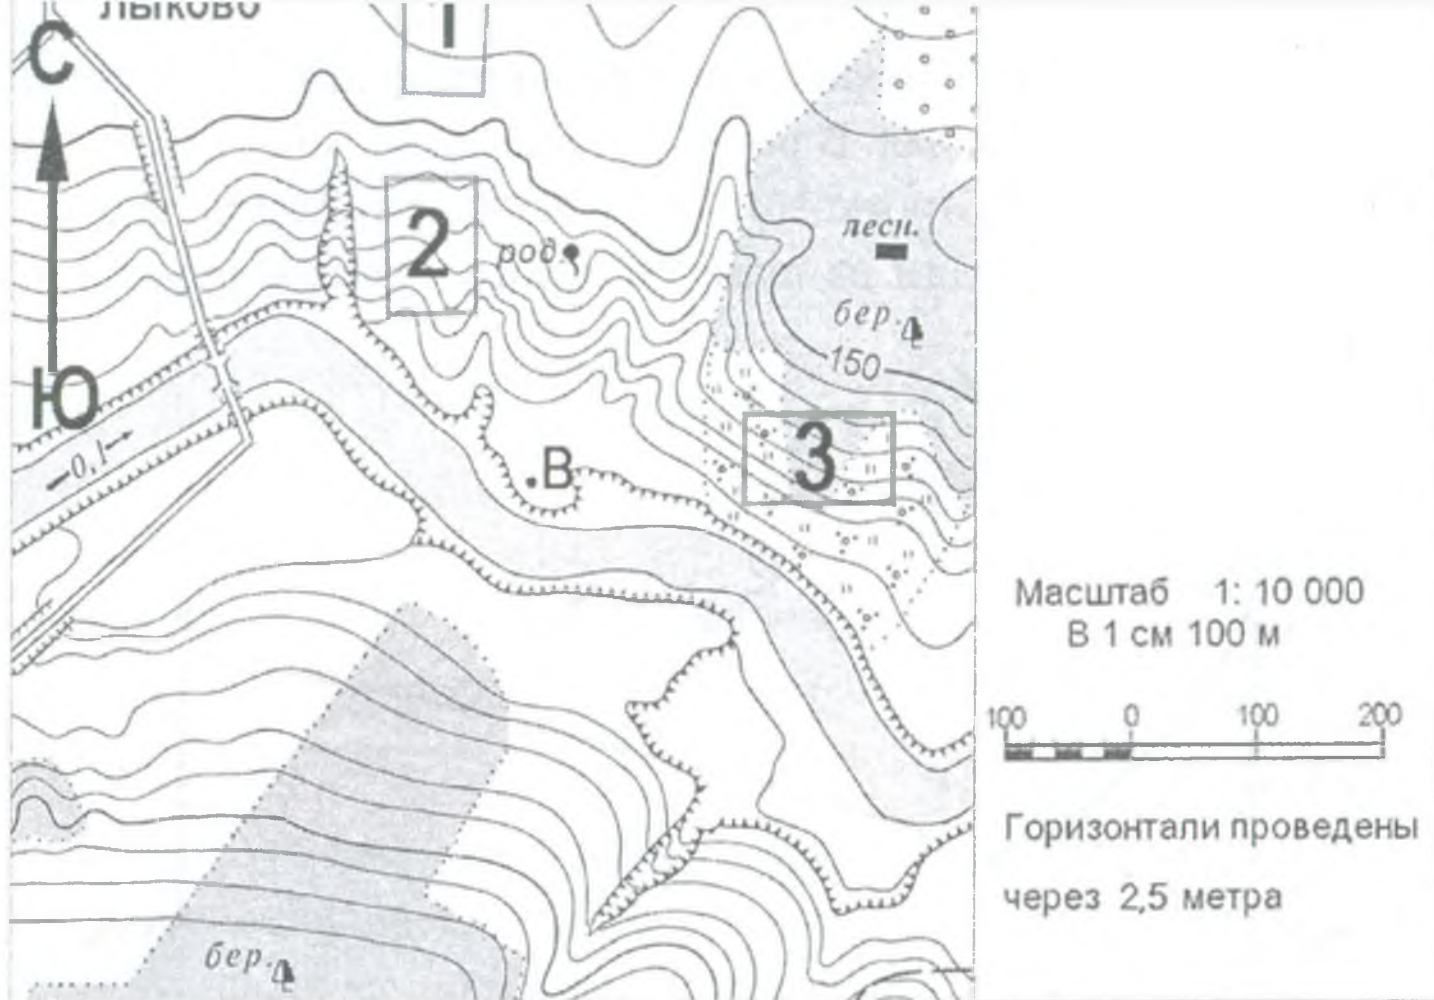 лыково
С
1
2
род.
лесн.
бер.
150
Ю
0,1
В
3
Масштаб 1: 10 000
В 1 см 100 м
100 0 100 200
Горизонтали проведены
через 2,5 метра
бер.